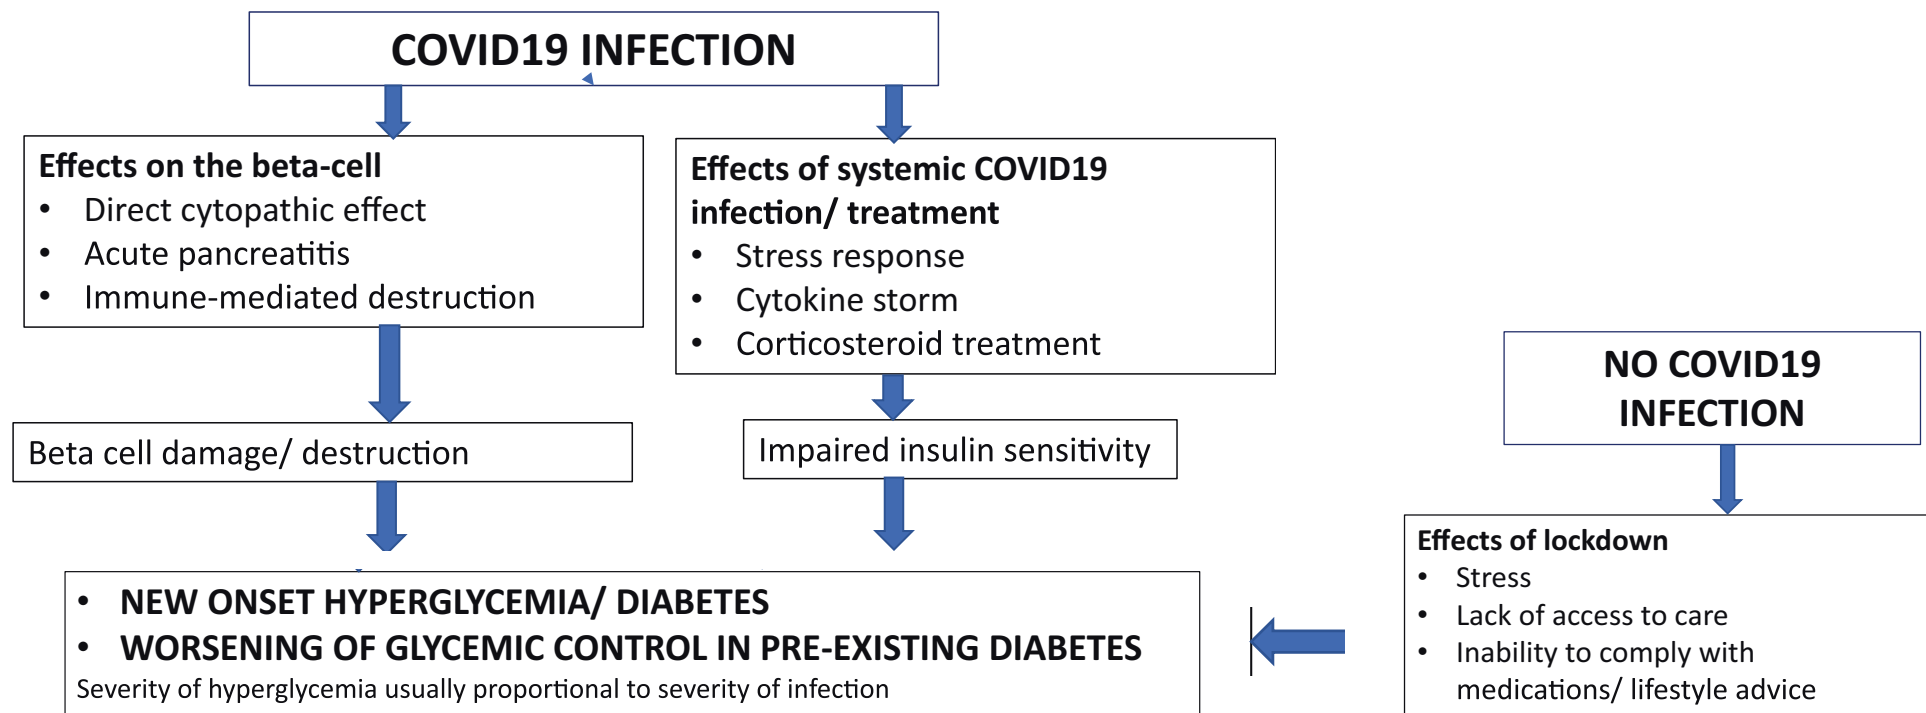 COVID19 INFECTION
Effects on the beta-cell
• Direct cytopathic effect
• Acute pancreatitis
• Immune-mediated destruction
Effects of systemic COVID19
infection/ treatment
• Stress response
• Cytokine storm
• Corticosteroid treatment
Beta cell damage/ destruction
Impaired insulin sensitivity
NO COVID19
INFECTION
Effects of lockdown
• Stress
• Lack of access to care
• Inability to comply with
medications/ lifestyle advice
• NEW ONSET HYPERGLYCEMIA/ DIABETES
• WORSENING OF GLYCEMIC CONTROL IN PRE-EXISTING DIABETES
Severity of hyperglycemia usually proportional to severity of infection